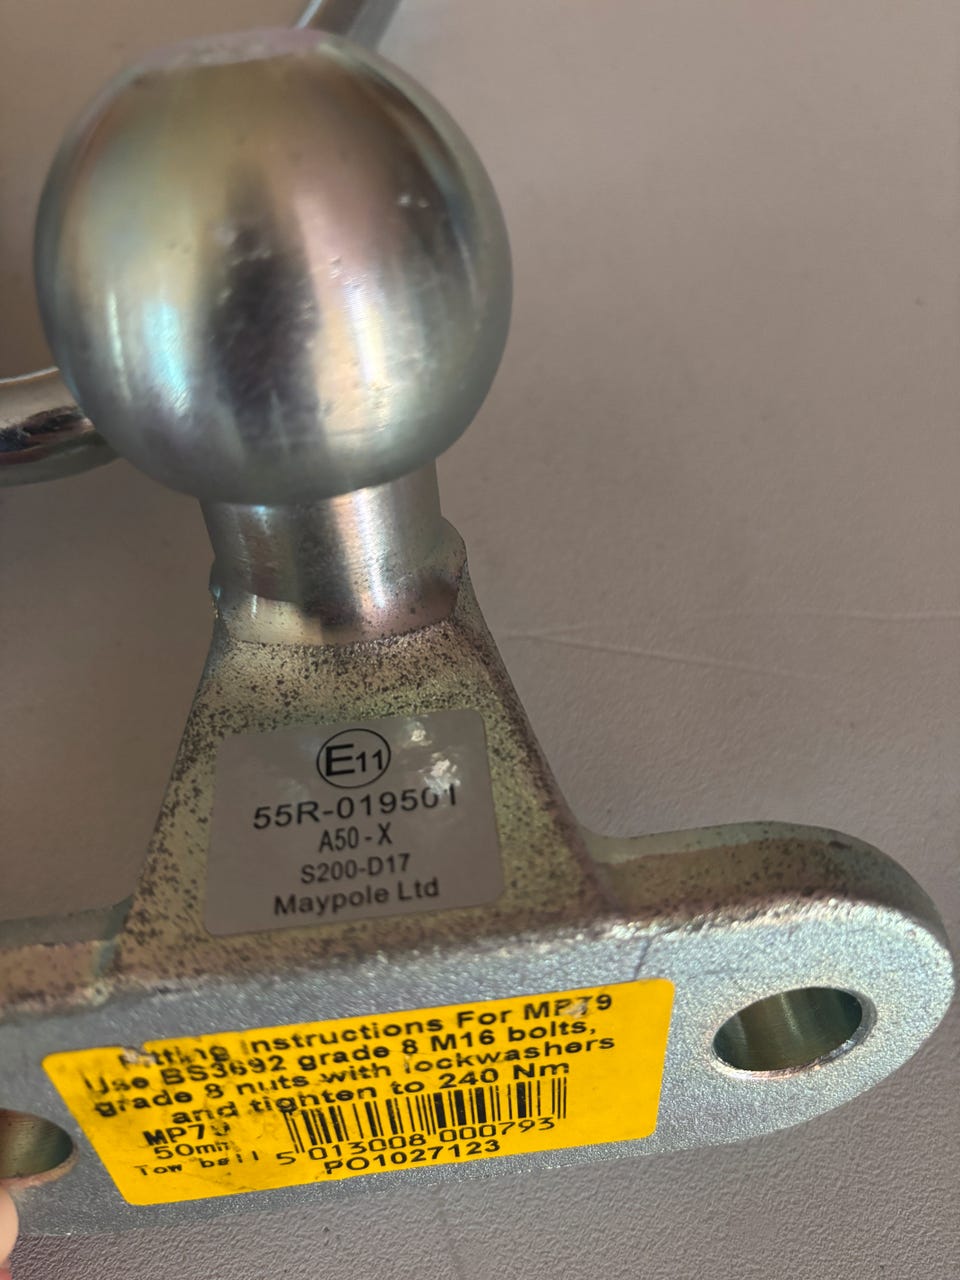 E11
55R-019501
A50-X
S200-D17
Maypole Ltd
Fitting Instructions For MP79
Use BS3692 grade 8 M16 bolts,
grade 8 nuts with lockwashers
and tighten to 240 Nm
MP79
50mm
Tow ball
5 013008 000793
PO1027123